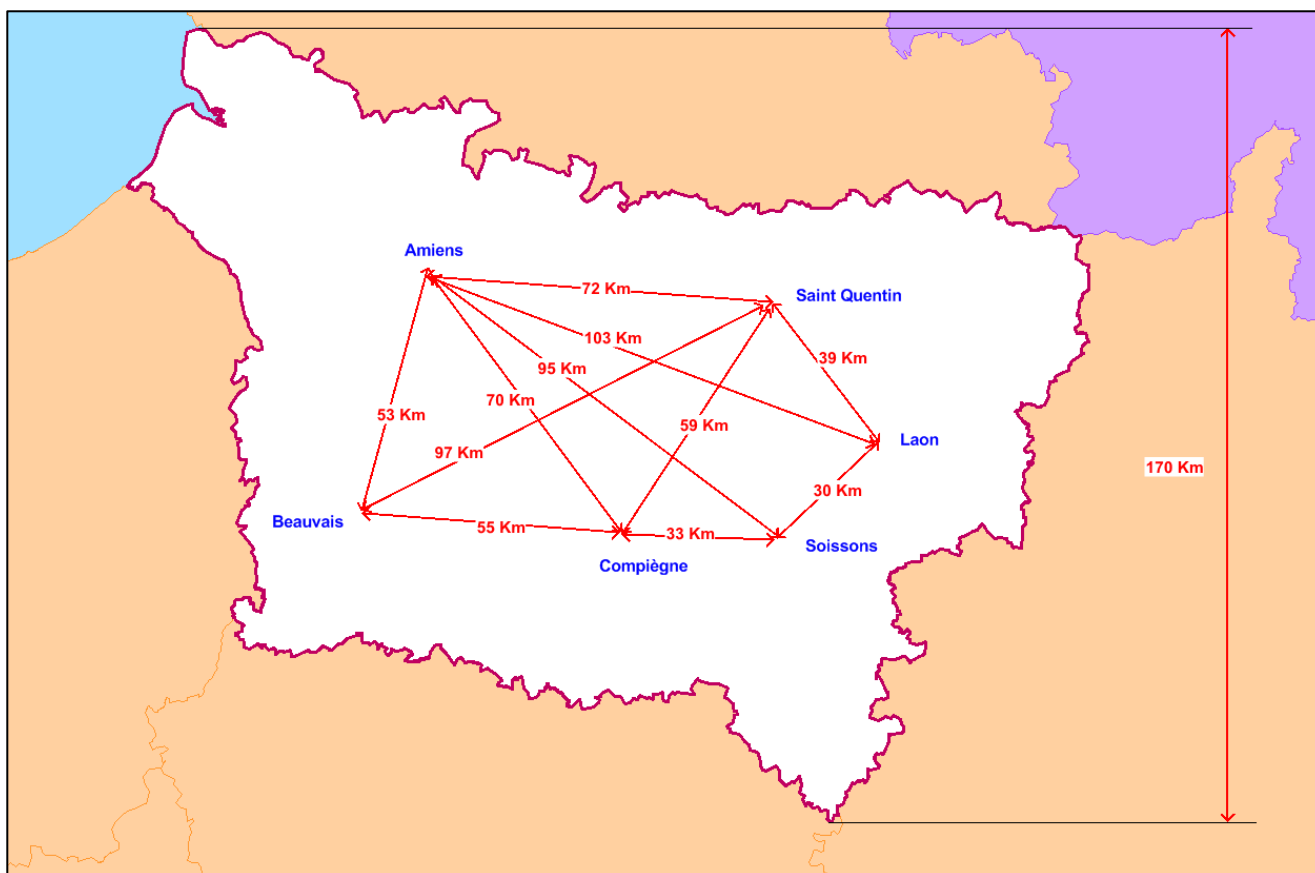 Amiens
72 Km
Saint Quentin
103 Km
39 Km
95 Km
70 Km
53 Km
59 Km
Laon
97 Km
170 Km
30 Km
Beauvais
55 Km
33 Km
Soissons
Compiègne